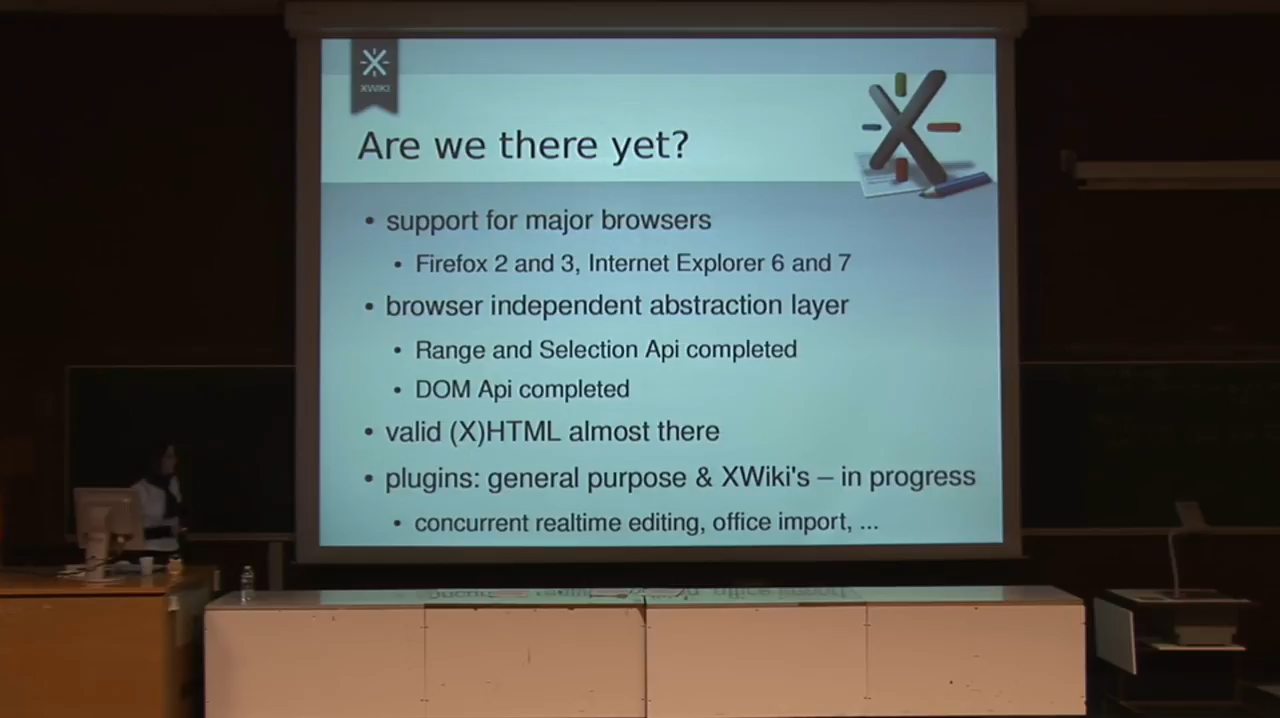 XWIKI
Are we there yet?
• support for major browsers
• Firefox 2 and 3, Internet Explorer 6 and 7
• browser independent abstraction layer
• Range and Selection Api completed
• DOM Api completed
• valid (X)HTML almost there
• plugins: general purpose & XWiki's – in progress
• concurrent realtime editing, office import, ...